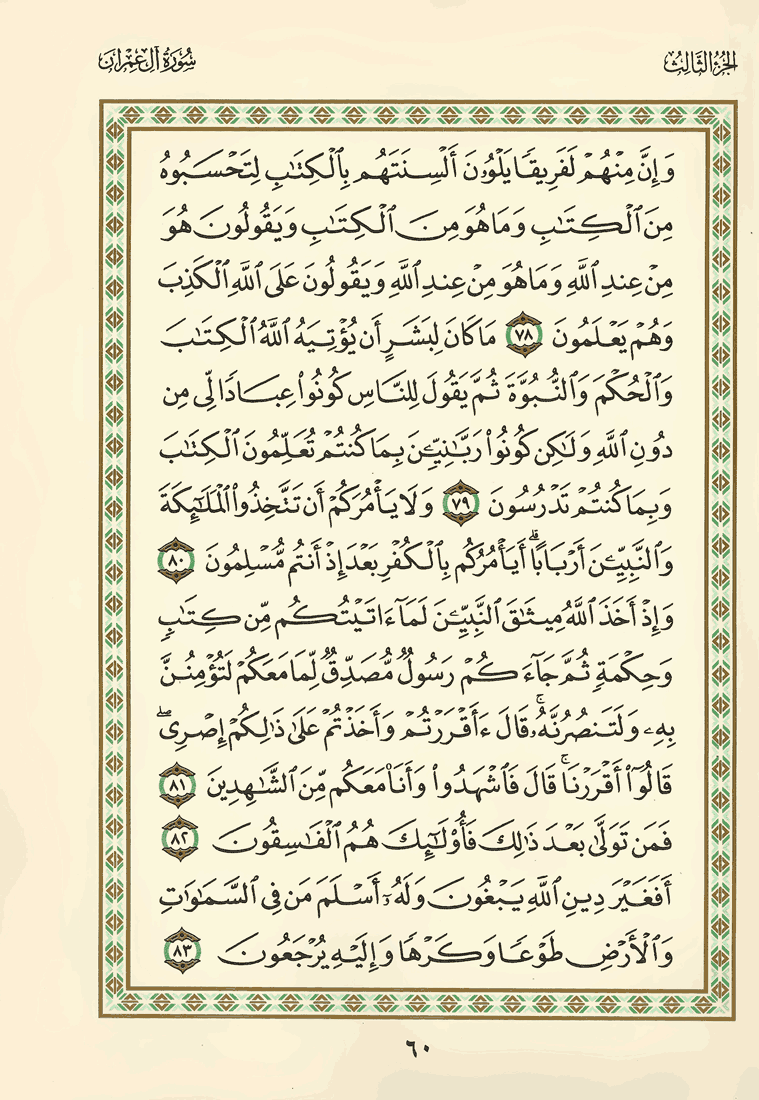 الجزء الثالث
سورة آل عمران
وَإِنَّ مِنْهُمْ لَفَرِيقًا يَلْوُۥنَ أَلْسِنَتَهُم بِٱلْكِتَٰبِ لِتَحْسَبُوهُ
مِنَ ٱلْكِتَٰبِ وَمَا هُوَ مِنَ ٱلْكِتَٰبِ وَيَقُولُونَ هُوَ
مِنْ عِندِ ٱللَّهِ وَمَا هُوَ مِنْ عِندِ ٱللَّهِ وَيَقُولُونَ عَلَى ٱللَّهِ ٱلْكَذِبَ
وَهُمْ يَعْلَمُونَ ٧٨ مَا كَانَ لِبَشَرٍ أَن يُؤْتِيَهُ ٱللَّهُ ٱلْكِتَٰبَ
وَٱلْحُكْمَ وَٱلنُّبُوَّةَ ثُمَّ يَقُولَ لِلنَّاسِ كُونُوا۟ عِبَادًا لِّى مِن
دُونِ ٱللَّهِ وَلَٰكِن كُونُوا۟ رَبَّٰنِيِّۦنَ بِمَا كُنتُمْ تُعَلِّمُونَ ٱلْكِتَٰبَ
وَبِمَا كُنتُمْ تَدْرُسُونَ ٧٩ وَلَا يَأْمُرَكُمْ أَن تَتَّخِذُوا۟ ٱلْمَلَٰٓئِكَةَ
وَٱلنَّبِيِّۦنَ أَرْبَابًا ۗ أَيَأْمُرُكُم بِٱلْكُفْرِ بَعْدَ إِذْ أَنتُم مُّسْلِمُونَ ٨٠
وَإِذْ أَخَذَ ٱللَّهُ مِيثَٰقَ ٱلنَّبِيِّۦنَ لَمَآ ءَاتَيْتُكُم مِّن كِتَٰبٍ
وَحِكْمَةٍ ثُمَّ جَآءَكُمْ رَسُولٌ مُّصَدِّقٌ لِّمَا مَعَكُمْ لَتُؤْمِنُنَّ
بِهِۦ وَلَتَنصُرُنَّهُۥ ۚ قَالَ ءَأَقْرَرْتُمْ وَأَخَذْتُمْ عَلَىٰ ذَٰلِكُمْ إِصْرِى ۖ
قَالُوٓا۟ أَقْرَرْنَا ۚ قَالَ فَٱشْهَدُوا۟ وَأَنَا۠ مَعَكُم مِّنَ ٱلشَّٰهِدِينَ ٨١
فَمَن تَوَلَّىٰ بَعْدَ ذَٰلِكَ فَأُو۟لَٰٓئِكَ هُمُ ٱلْفَٰسِقُونَ ٨٢
أَفَغَيْرَ دِينِ ٱللَّهِ يَبْغُونَ وَلَهُۥٓ أَسْلَمَ مَن فِى ٱلسَّمَٰوَٰتِ
وَٱلْأَرْضِ طَوْعًا وَكَرْهًا وَإِلَيْهِ يُرْجَعُونَ ٨٣
٦٠